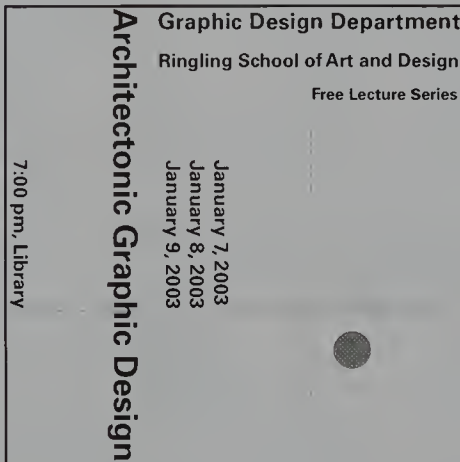 Graphic Design Department
Ringling School of Art and Design
Free Lecture Series
Architectonic Graphic Design
January 7, 2003
January 8, 2003
January 9, 2003
7:00 pm, Library